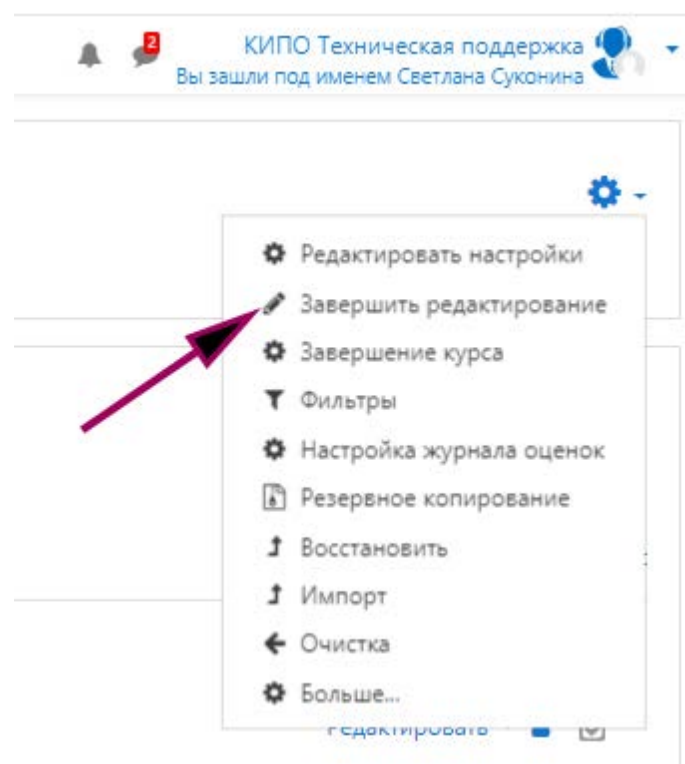 2
КИПО Техническая поддержка
Вы зашли под именем Светлана Суконина
Редактировать настройки
Завершить редактирование
Завершение курса
Фильтры
Настройка журнала оценок
Резервное копирование
Восстановить
Импорт
Очистка
Больше...
Редактировать